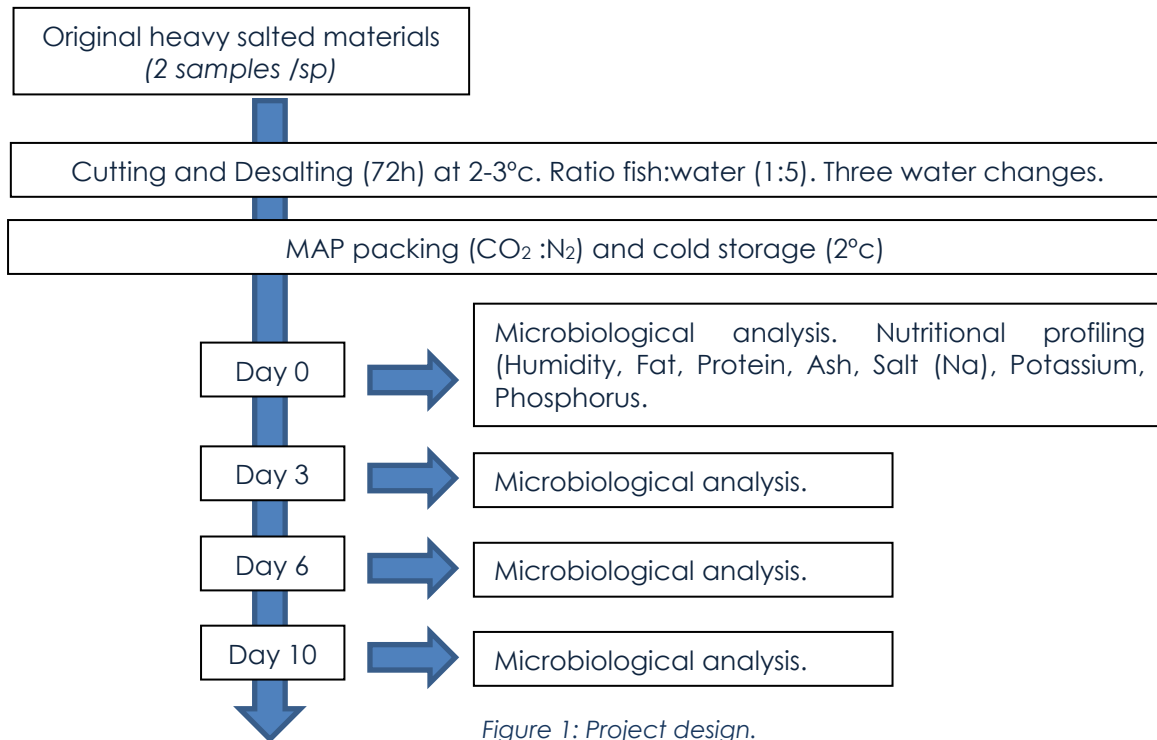 Original heavy salted materials
(2 samples /sp)
Cutting and Desalting (72h) at 2-3ºc. Ratio fish:water (1:5). Three water changes.
MAP packing (CO₂ :N₂) and cold storage (2ºc)
Microbiological analysis. Nutritional profiling
(Humidity, Fat, Protein, Ash, Salt (Na), Potassium,
Phosphorus.
Day 0
Day 3
Microbiological analysis.
Day 6
Microbiological analysis.
Day 10
Microbiological analysis.
Figure 1: Project design.